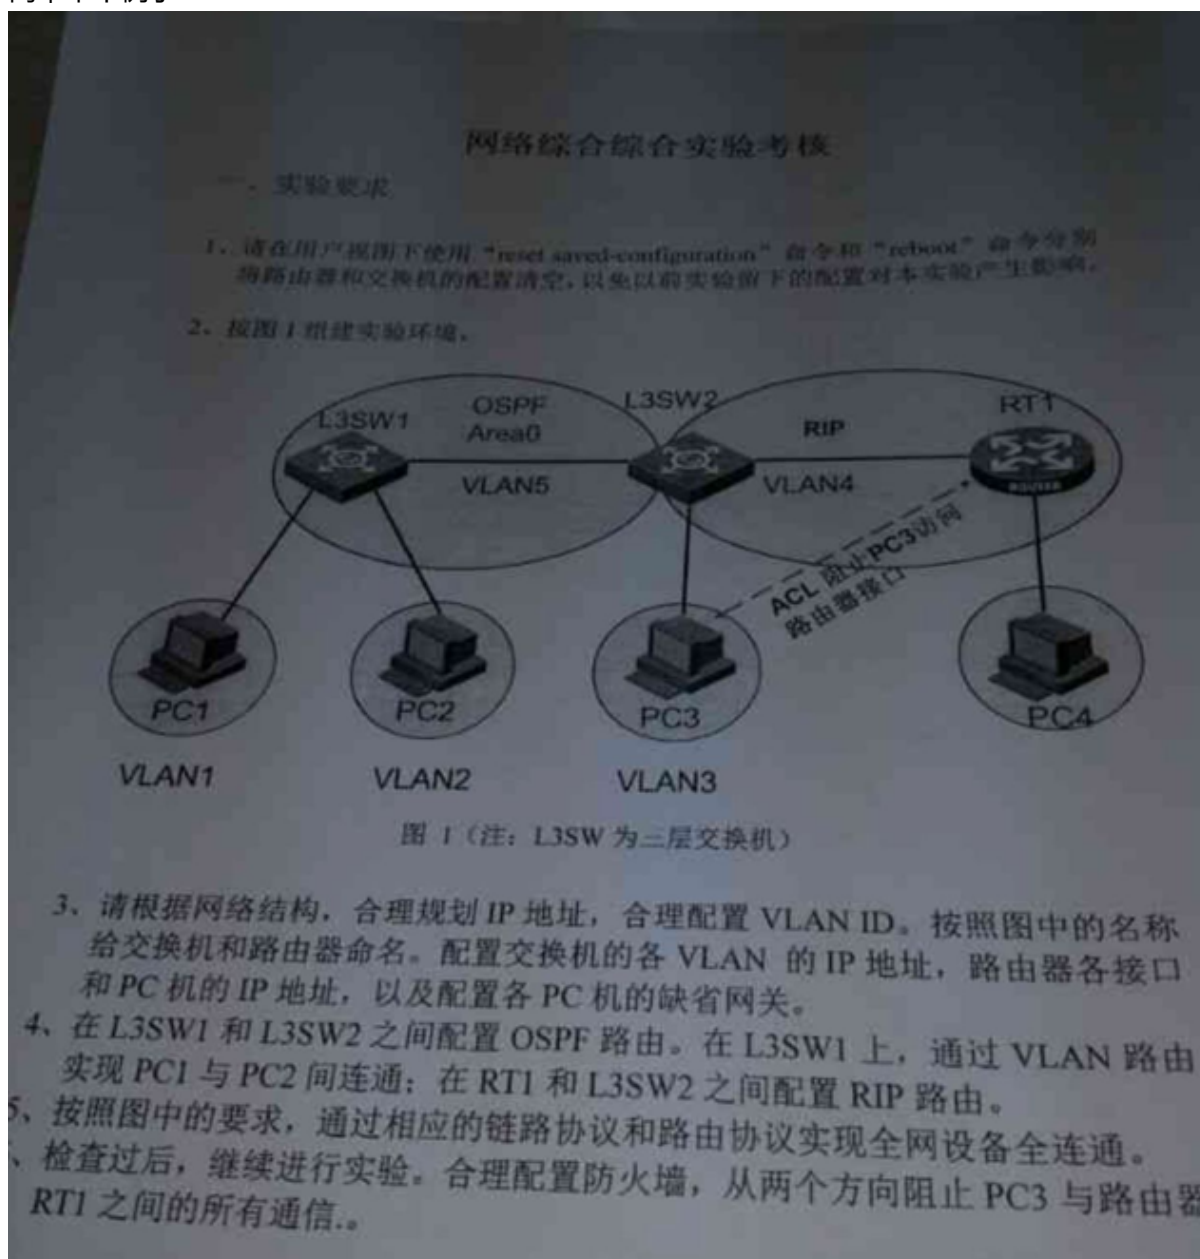 网络综合综合实验考核
一、实验要求
1、请在用户视图下使用“reset saved-configuration”命令和“reboot”命令分别
将路由器和交换机的配置清空，以免以前实验留下的配置对本实验产生影响。
2、按图 1 组建实验环境。
L3SW1
OSPF
Area0
L3SW2
RIP
RT1
VLAN5
VLAN4
ROUTER
ACL 阻止PC3访问
路由器接口
PC1
PC2
PC3
PC4
VLAN1
VLAN2
VLAN3
图 1（注：L3SW 为三层交换机）
3、请根据网络结构，合理规划 IP 地址，合理配置 VLAN ID。按照图中的名称
给交换机和路由器命名。配置交换机的各 VLAN 的 IP 地址，路由器各接口
和 PC 机的 IP 地址，以及配置各 PC 机的缺省网关。
4、在 L3SW1 和 L3SW2 之间配置 OSPF 路由。在 L3SW1 上，通过 VLAN 路由
实现 PC1 与 PC2 间连通；在 RT1 和 L3SW2 之间配置 RIP 路由。
5、按照图中的要求，通过相应的链路协议和路由协议实现全网设备全连通。
、检查过后，继续进行实验。合理配置防火墙，从两个方向阻止 PC3 与路由器
RT1 之间的所有通信.。